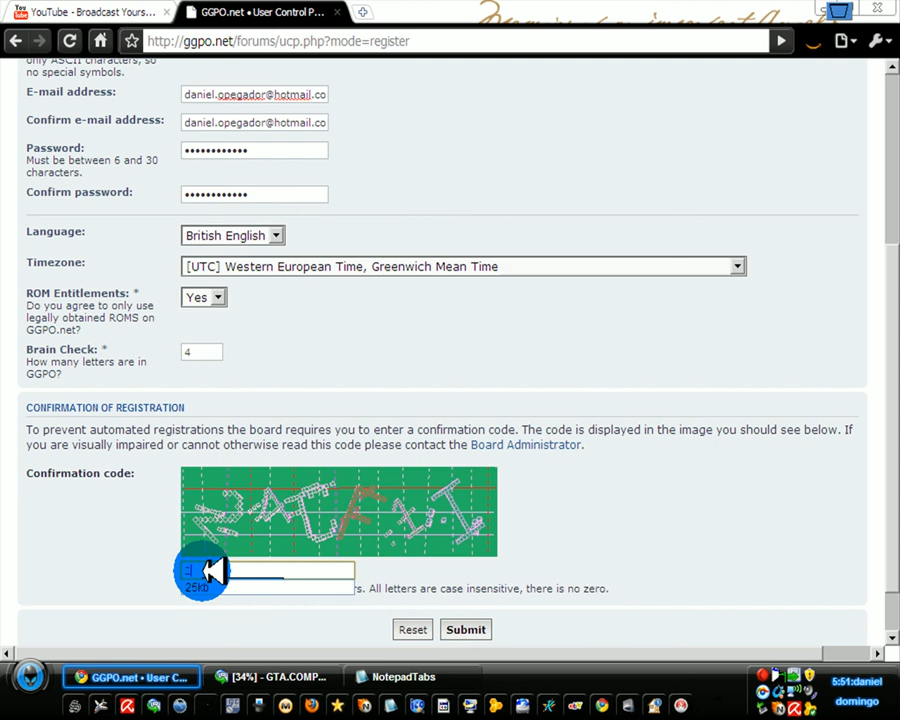 YouTube - Broadcast Yours...
GGPO.net • User Control P...
http://ggpo.net/forums/ucp.php?mode=register
only ASCII characters, so
no special symbols.
E-mail address:
daniel.opegador@hotmail.co
Confirm e-mail address:
daniel.opegador@hotmail.co
Password:
Must be between 6 and 30
characters.
Confirm password:
Language:
British English
Timezone:
[UTC] Western European Time, Greenwich Mean Time
ROM Entitlements: *
Yes
Do you agree to only use
legally obtained ROMS on
GGPO.net?
Brain Check: *
4
How many letters are in
GGPO?
CONFIRMATION OF REGISTRATION
To prevent automated registrations the board requires you to enter a confirmation code. The code is displayed in the image you should see below. If
you are visually impaired or cannot otherwise read this code please contact the Board Administrator.
Confirmation code:
25kb
rs. All letters are case insensitive, there is no zero.
Reset
Submit
GGPO.net • User C...
[34%] - GTA.COMP...
NotepadTabs
5:51:daniel
domingo